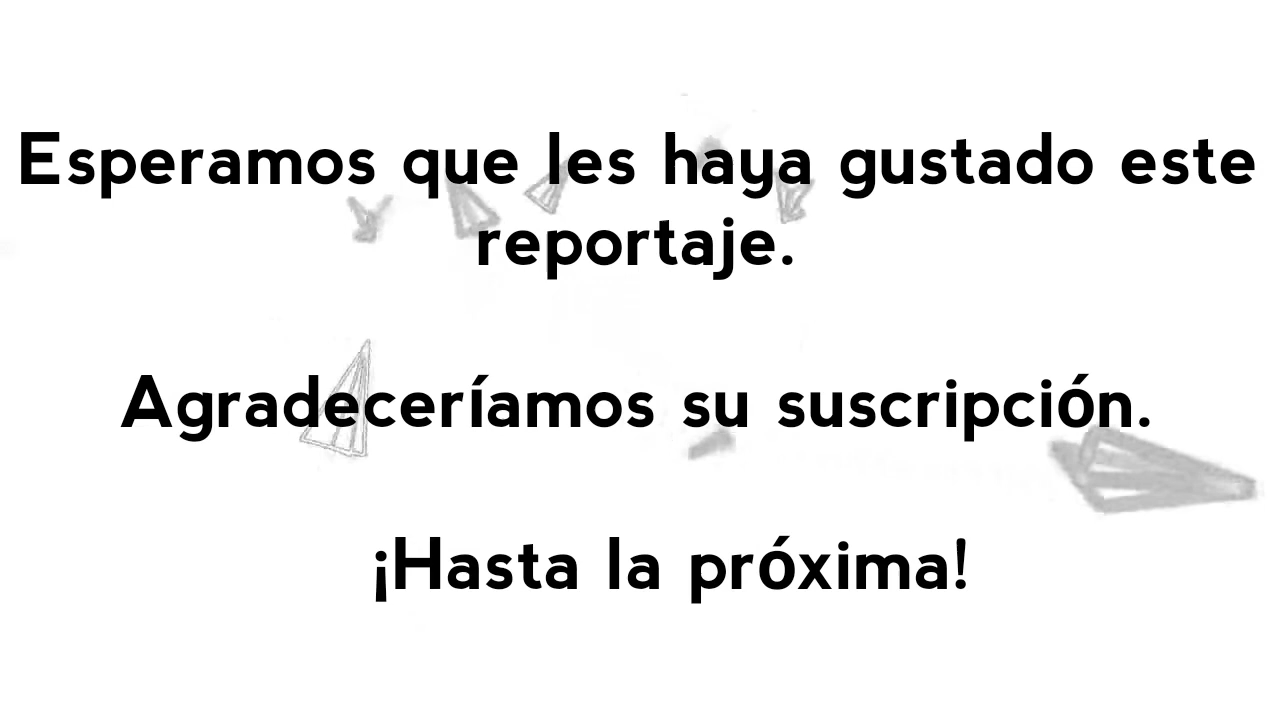 Esperamos que les haya gustado este
reportaje.
Agradeceríamos su suscripción.
¡Hasta la próxima!